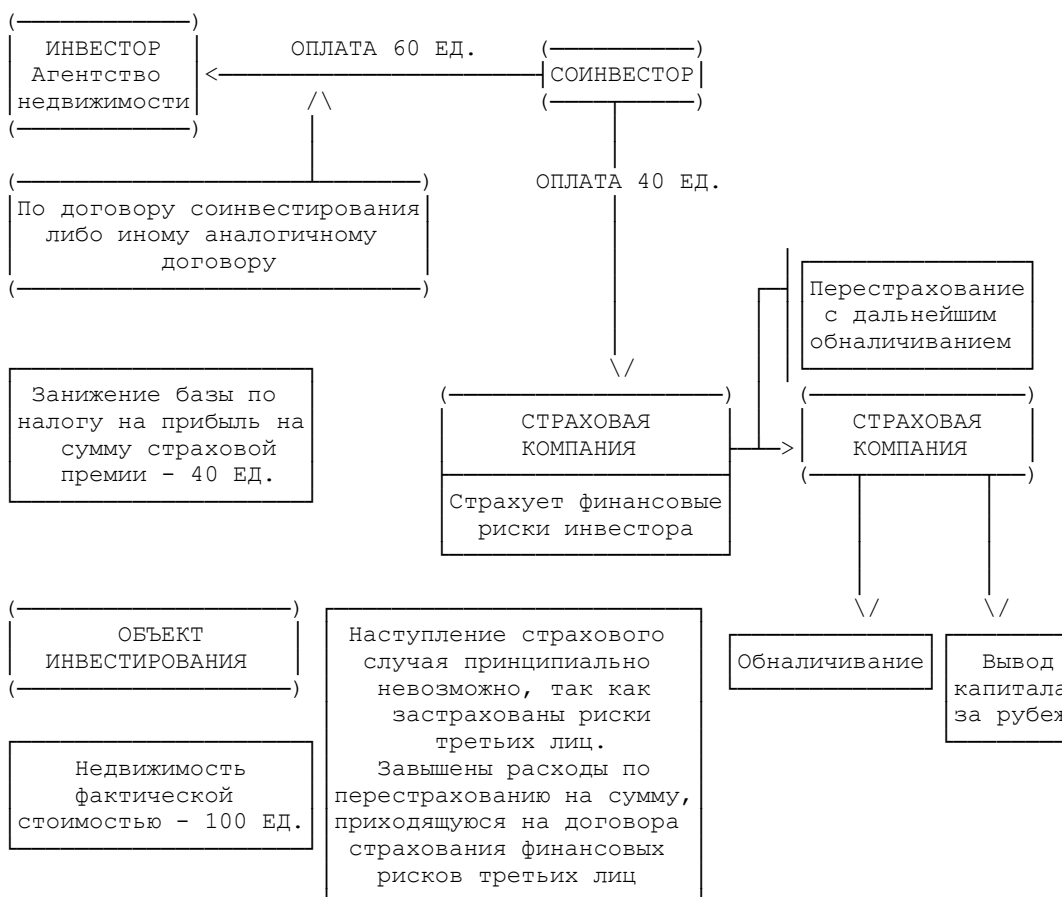 ИНВЕСТОР
Агентство
недвижимости
ОПЛАТА 60 ЕД.
СОИНВЕСТОР
ОПЛАТА 40 ЕД.
По договору соинвестирования
либо иному аналогичному
договору
Перестрахование
с дальнейшим
обналичиванием
Занижение базы по
налогу на прибыль на
сумму страховой
премии - 40 ЕД.
СТРАХОВАЯ
КОМПАНИЯ
Страхует финансовые
риски инвестора
СТРАХОВАЯ
КОМПАНИЯ
ОБЪЕКТ
ИНВЕСТИРОВАНИЯ
Недвижимость
фактической
стоимостью - 100 ЕД.
Наступление страхового
случая принципиально
невозможно, так как
застрахованы риски
третьих лиц.
Завышены расходы по
перестрахованию на сумму,
приходящуюся на договора
страхования финансовых
рисков третьих лиц
Обналичивание
Вывод
капитала
за рубеж